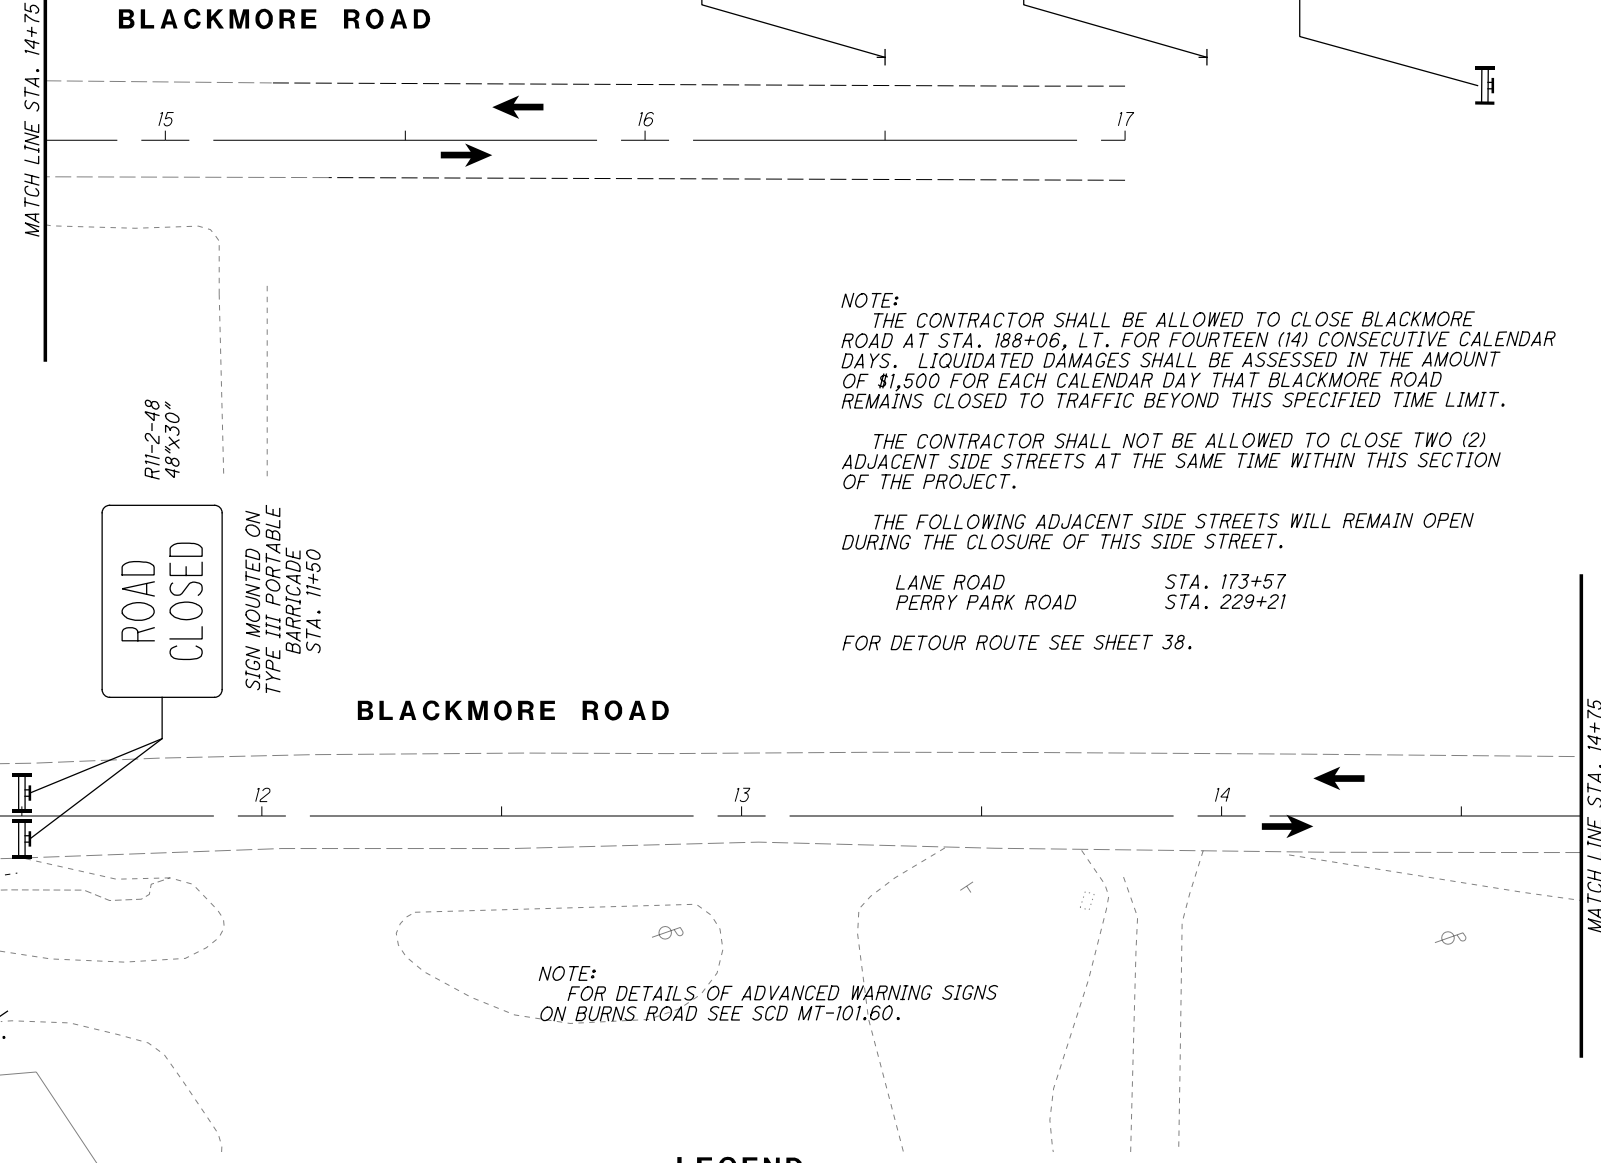 BLACKMORE ROAD
MATCH LINE STA. 14+75
15
16
17
NOTE:
THE CONTRACTOR SHALL BE ALLOWED TO CLOSE BLACKMORE
ROAD AT STA. 188+06, LT. FOR FOURTEEN (14) CONSECUTIVE CALENDAR
DAYS. LIQUIDATED DAMAGES SHALL BE ASSESSED IN THE AMOUNT
OF $1,500 FOR EACH CALENDAR DAY THAT BLACKMORE ROAD
REMAINS CLOSED TO TRAFFIC BEYOND THIS SPECIFIED TIME LIMIT.
THE CONTRACTOR SHALL NOT BE ALLOWED TO CLOSE TWO (2)
ADJACENT SIDE STREETS AT THE SAME TIME WITHIN THIS SECTION
OF THE PROJECT.
THE FOLLOWING ADJACENT SIDE STREETS WILL REMAIN OPEN
DURING THE CLOSURE OF THIS SIDE STREET.
LANE ROAD STA. 173+57
PERRY PARK ROAD STA. 229+21
FOR DETOUR ROUTE SEE SHEET 38.
R11-2-48
48"x30"
ROAD
CLOSED
SIGN MOUNTED ON
TYPE III PORTABLE
BARRICADE
STA. 11+50
BLACKMORE ROAD
12
13
14
MATCH LINE STA. 14+75
NOTE:
FOR DETAILS OF ADVANCED WARNING SIGNS
ON BURNS ROAD SEE SCD MT-101.60.
LEGEND